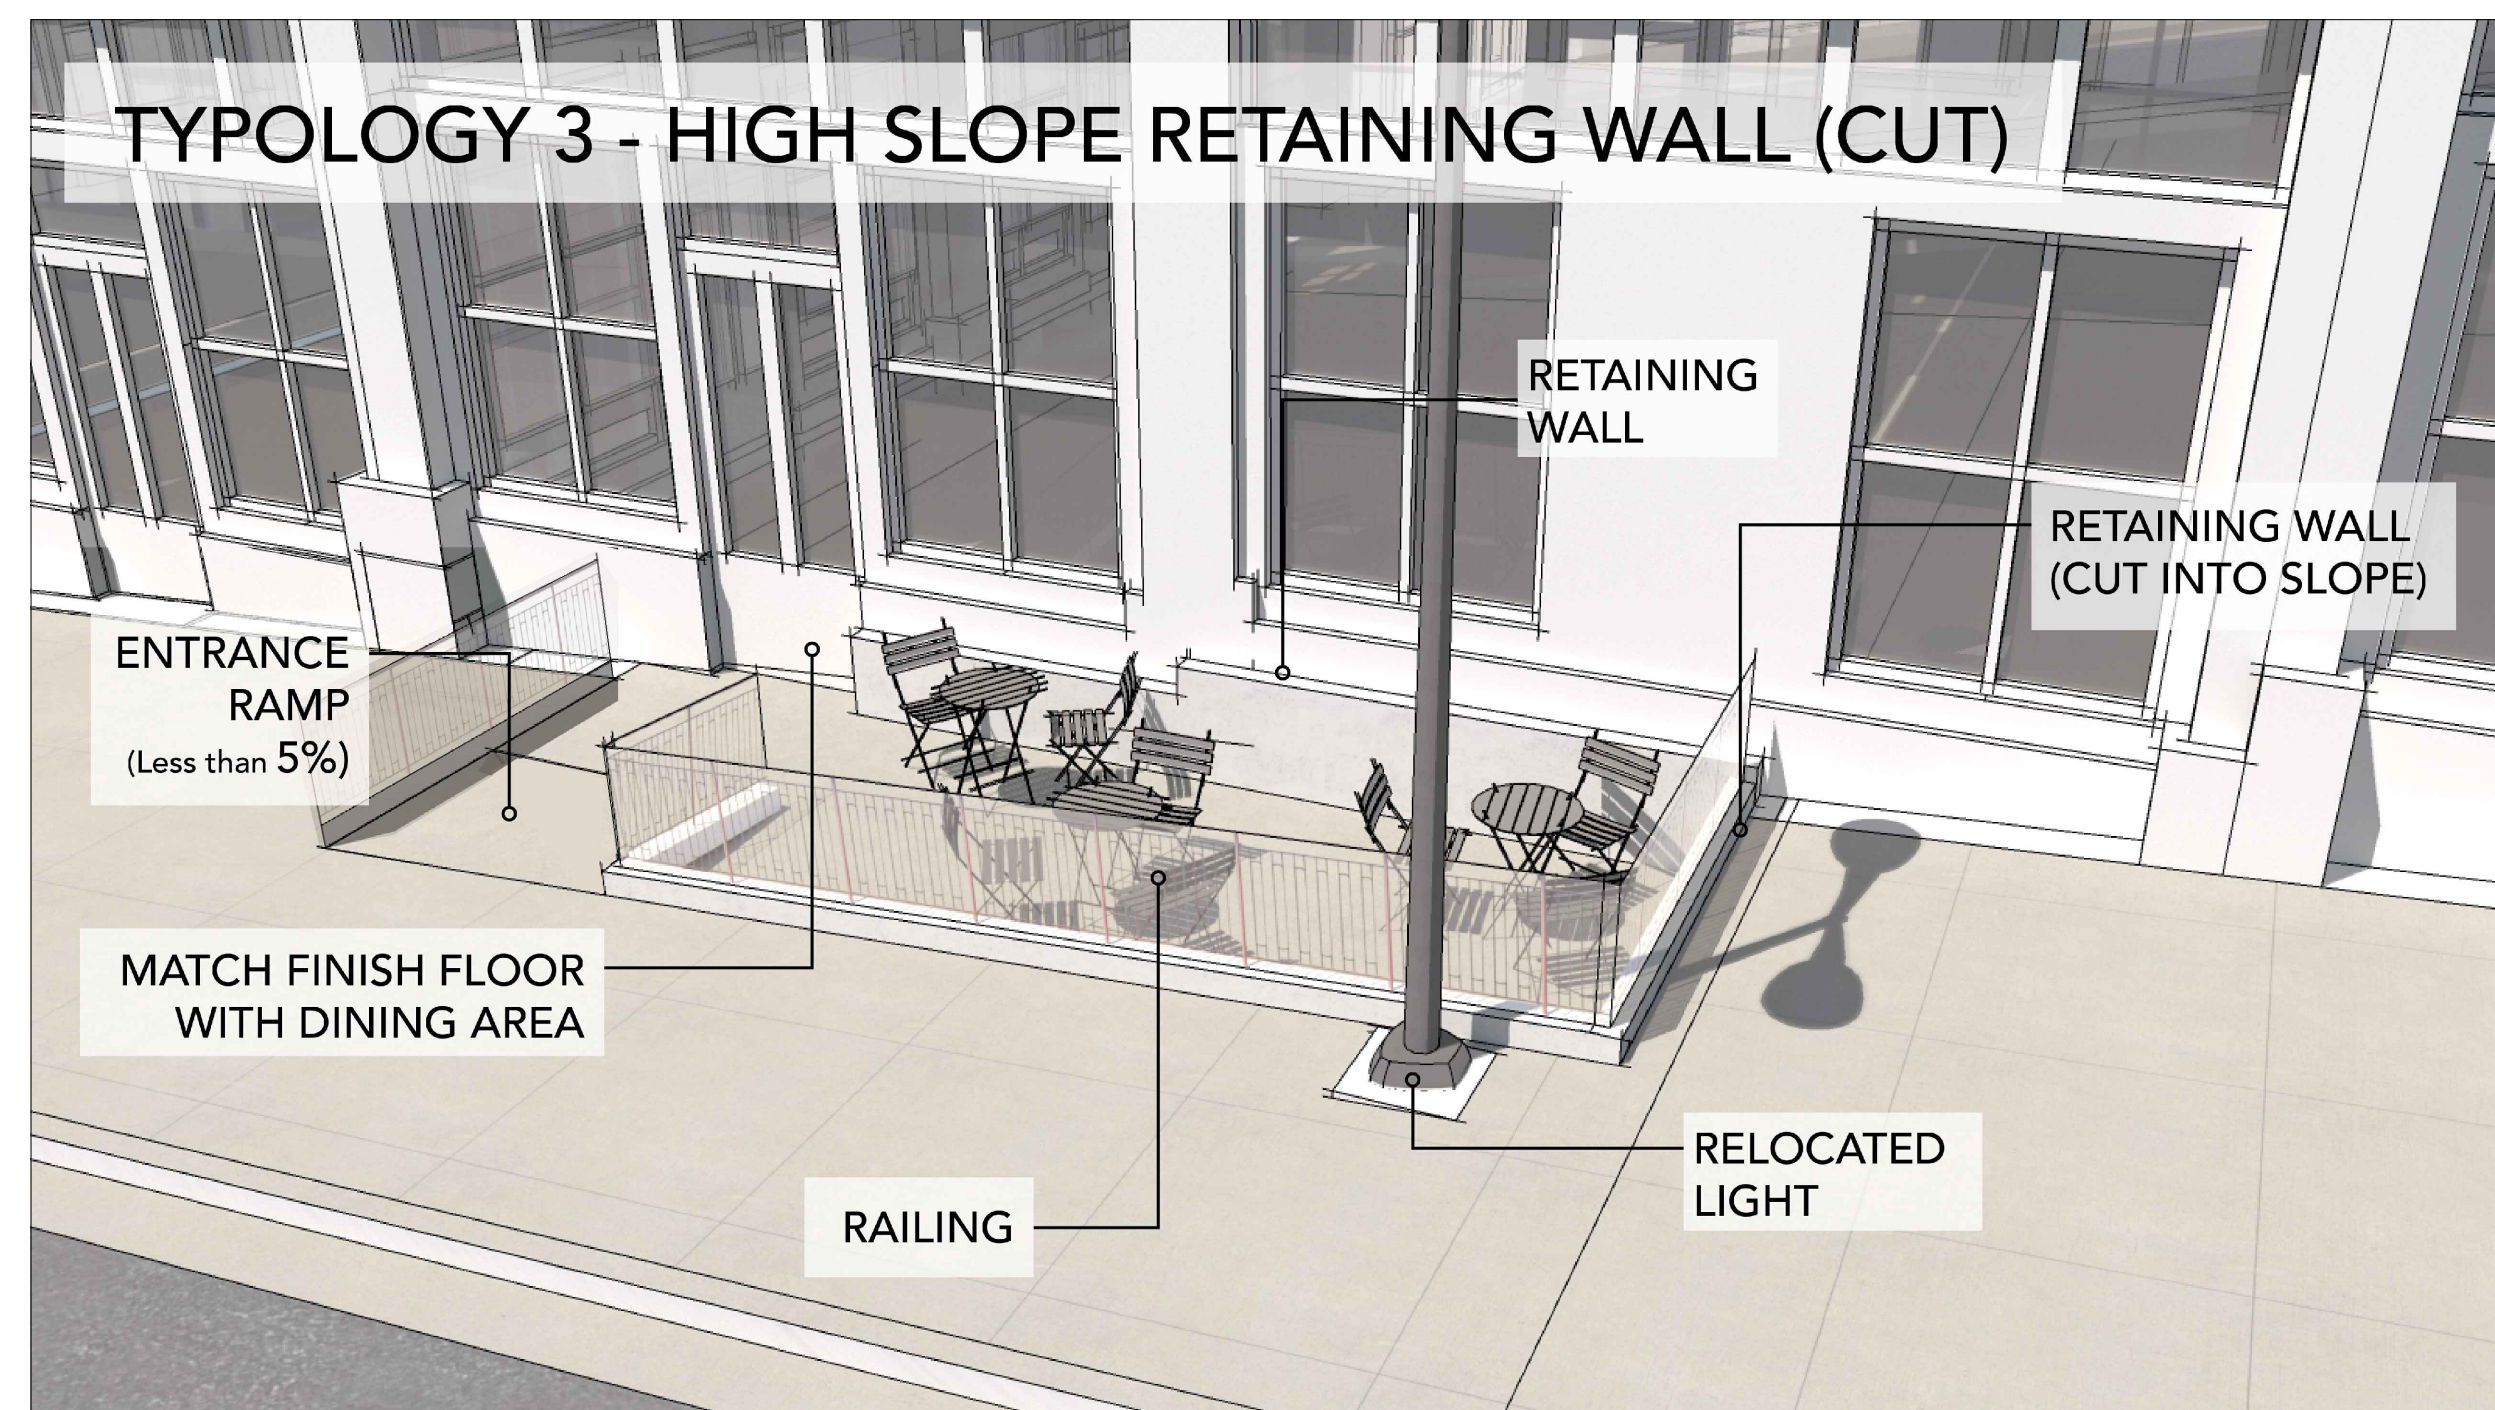 TYPOLOGY 3 - HIGH SLOPE RETAINING WALL (CUT)
RETAINING
WALL
RETAINING WALL
(CUT INTO SLOPE)
ENTRANCE
RAMP
(Less than 5%)
MATCH FINISH FLOOR
WITH DINING AREA
RELOCATED
LIGHT
RAILING